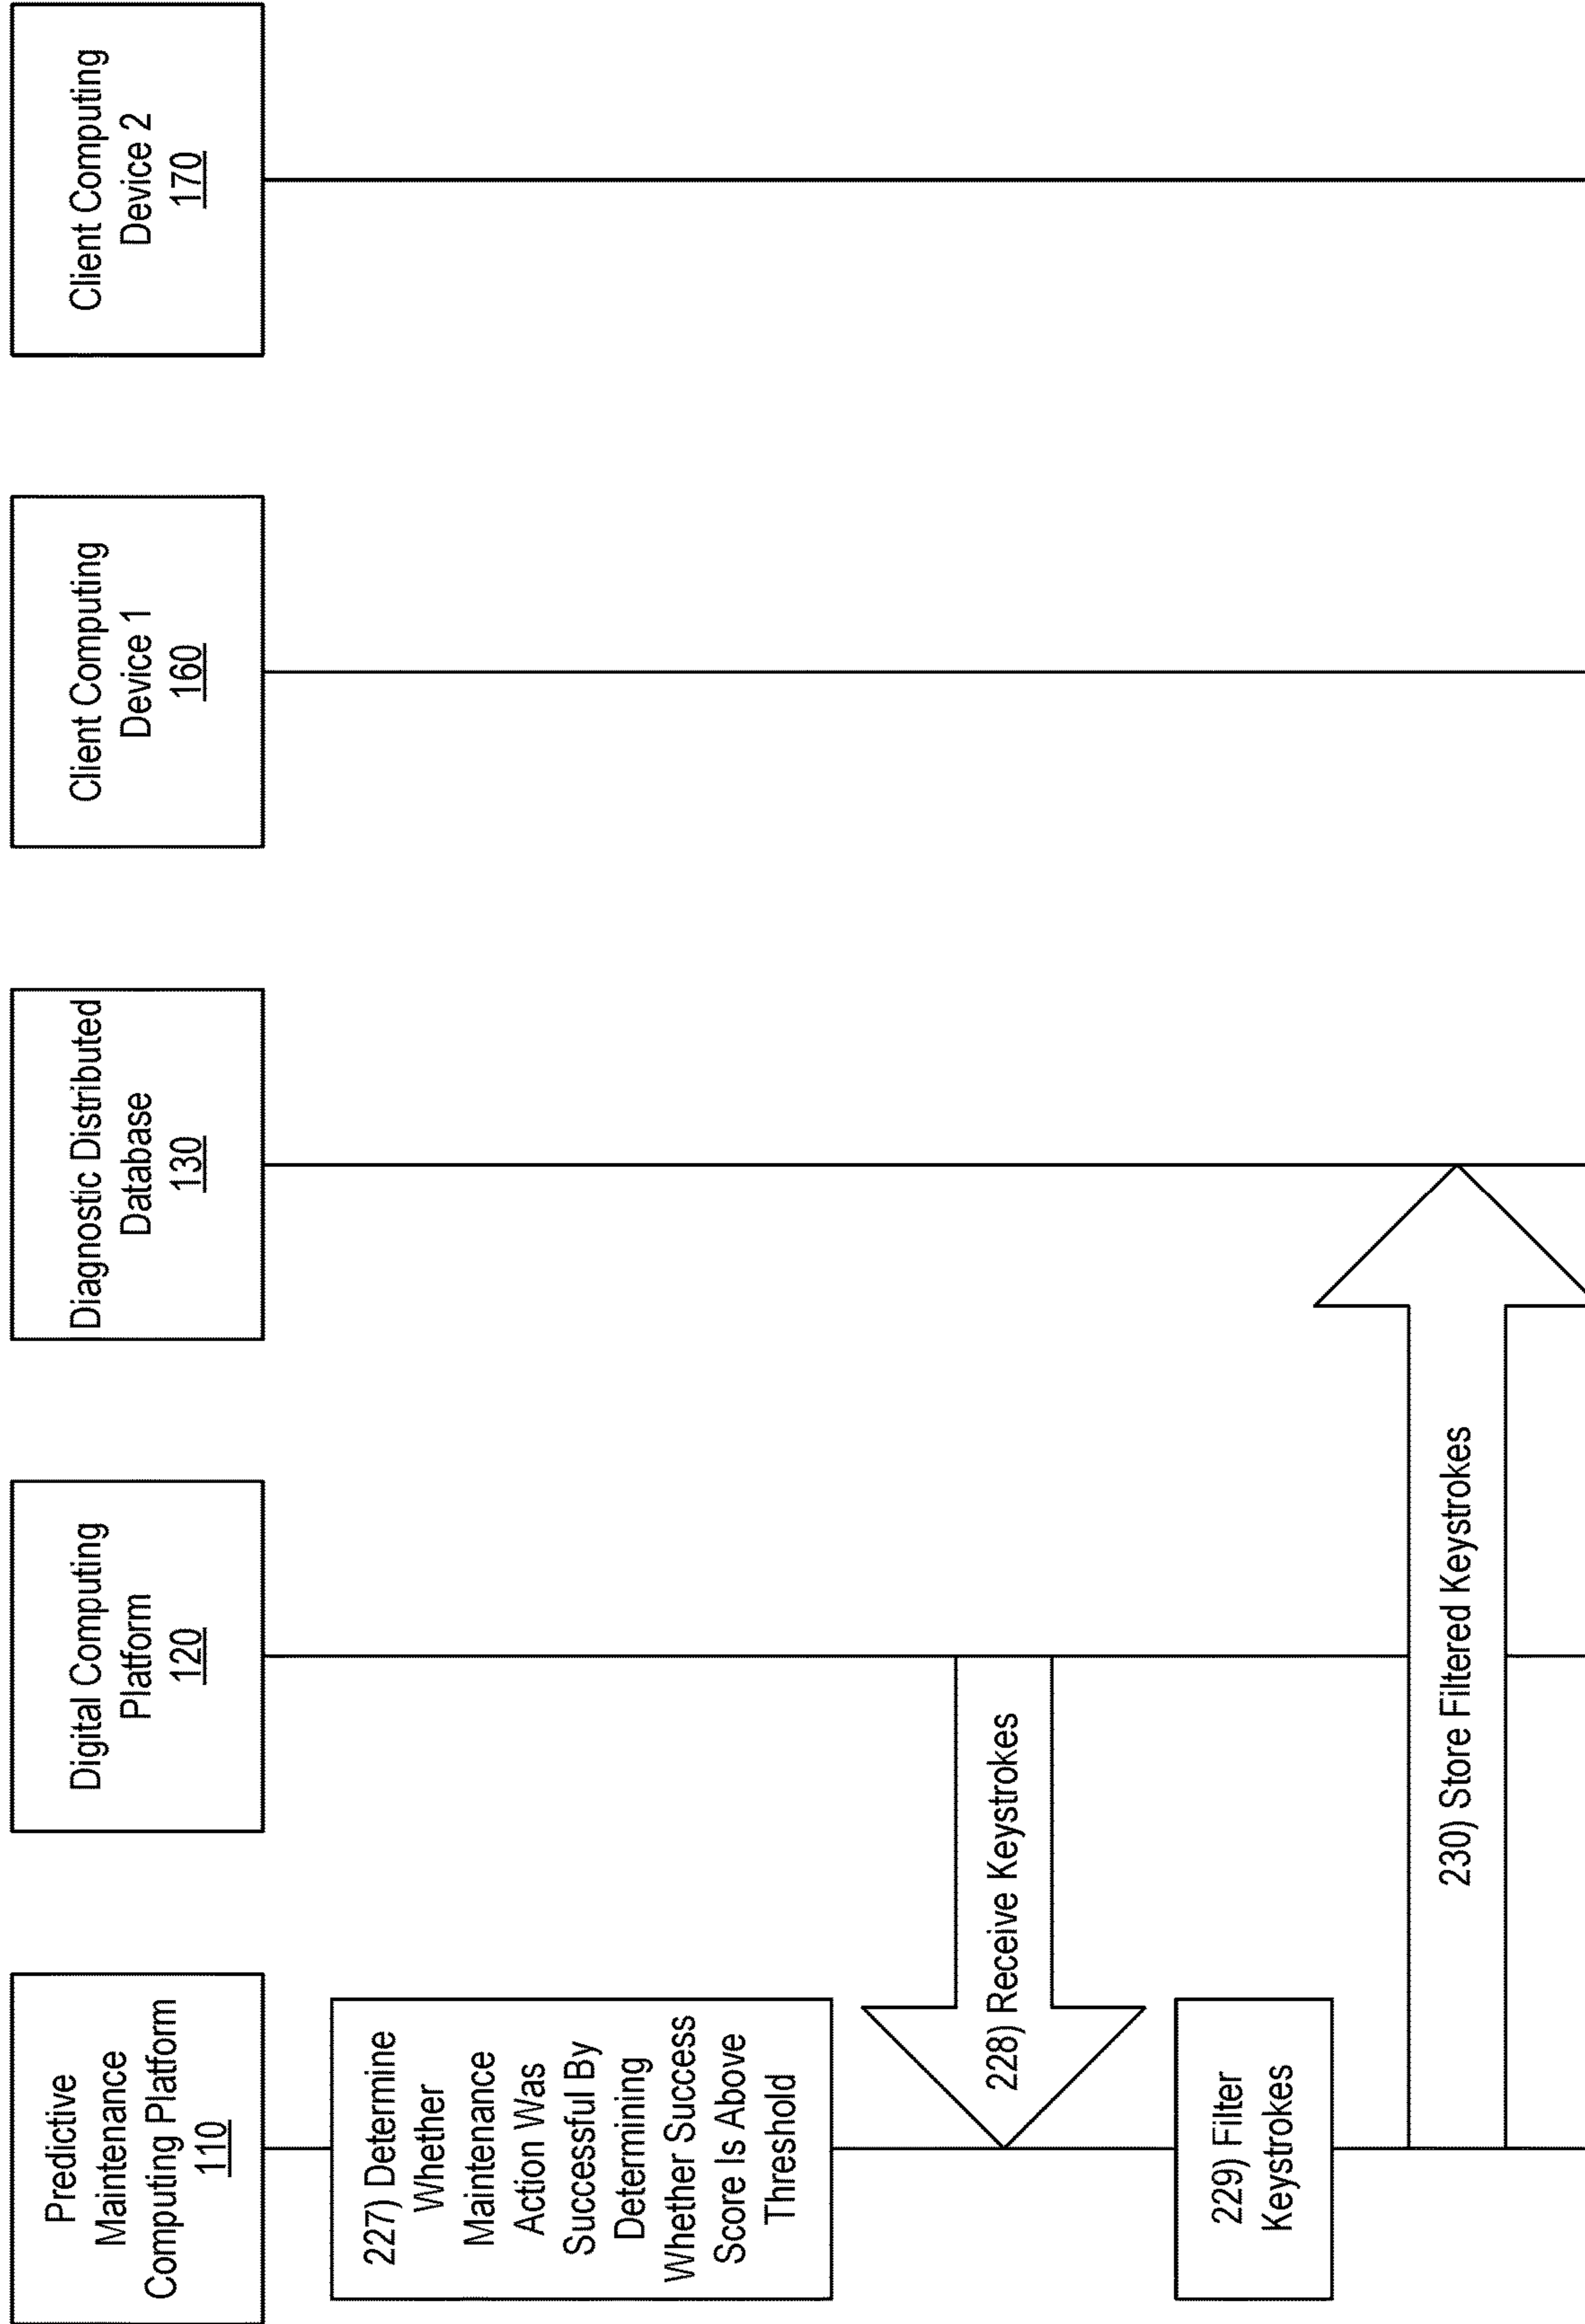 Predictive
Maintenance
Computing Platform
110
Digital Computing
Platform
120
Diagnostic Distributed
Database
130
Client Computing
Device 1
160
Client Computing
Device 2
170
227) Determine
Whether
Maintenance
Action Was
Successful By
Determining
Whether Success
Score Is Above
Threshold
228) Receive Keystrokes
229) Filter
Keystrokes
230) Store Filtered Keystrokes